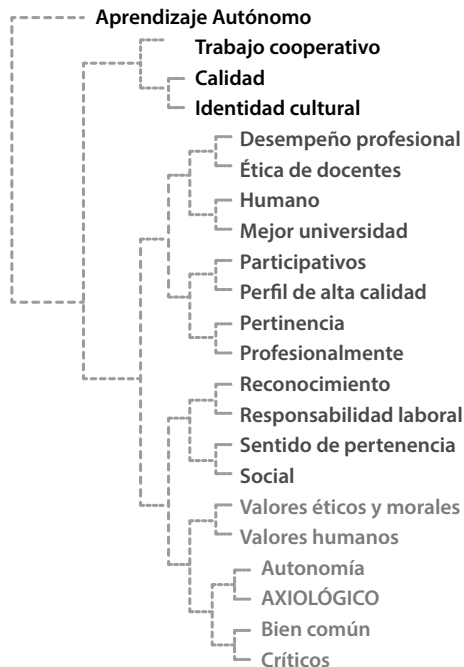 Aprendizaje Autónomo
Trabajo cooperativo
Calidad
Identidad cultural
Desempeño profesional
Ética de docentes
Humano
Mejor universidad
Participativos
Perfil de alta calidad
Pertinencia
Profesionalmente
Reconocimiento
Responsabilidad laboral
Sentido de pertenencia
Social
Valores éticos y morales
Valores humanos
Autonomía
AXIOLÓGICO
Bien común
Críticos